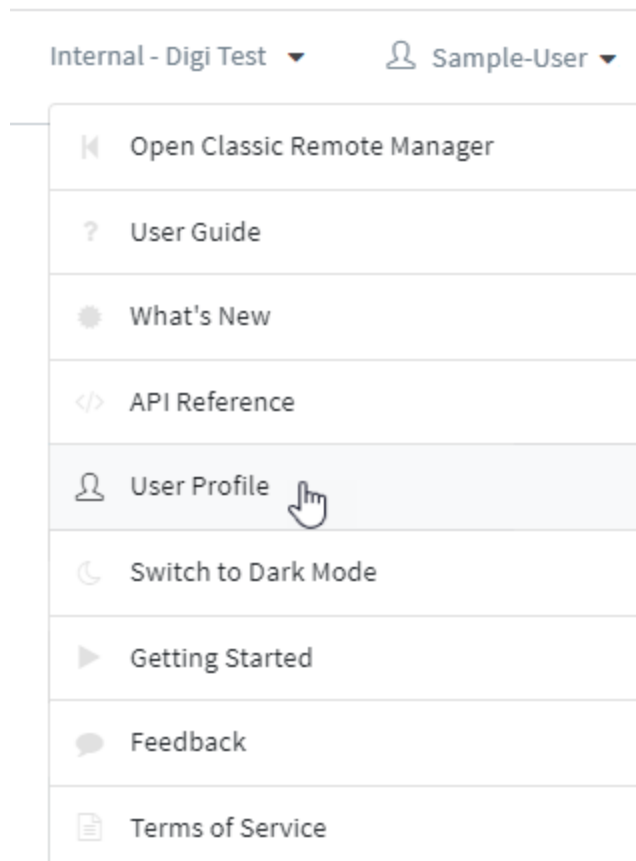 Internal - Digi Test Sample-User
Open Classic Remote Manager
? User Guide
What's New
</> API Reference
User Profile
Switch to Dark Mode
Getting Started
Feedback
Terms of Service